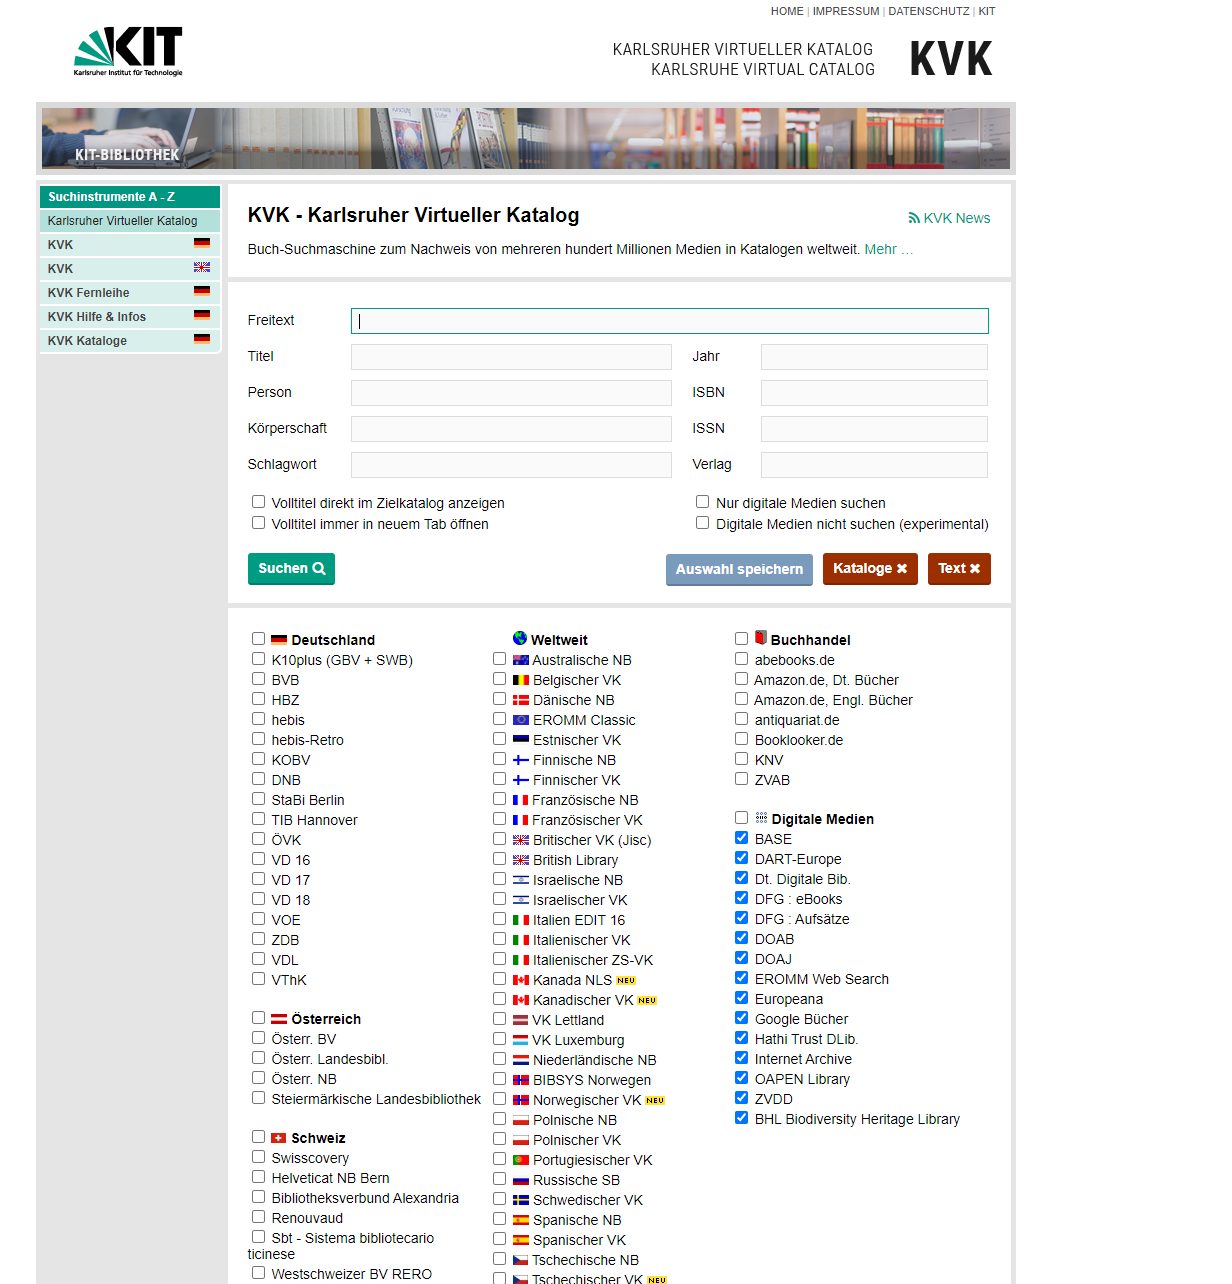 HOME | IMPRESSUM | DATENSCHUTZ | KIT
KIT
Karlsruher Institut für Technologie
KARLSRUHER VIRTUELLER KATALOG
KARLSRUHE VIRTUAL CATALOG
KVK
KIT-BIBLIOTHEK
Suchinstrumente A - Z
Karlsruher Virtueller Katalog
KVK
KVK
KVK Fernleihe
KVK Hilfe & Infos
KVK Kataloge
KVK - Karlsruher Virtueller Katalog
KVK News
Buch-Suchmaschine zum Nachweis von mehreren hundert Millionen Medien in Katalogen weltweit. Mehr ...
Freitext
Titel
Jahr
Person
ISBN
Körperschaft
ISSN
Schlagwort
Verlag
Volltitel direkt im Zielkatalog anzeigen
Volltitel immer in neuem Tab öffnen
Nur digitale Medien suchen
Digitale Medien nicht suchen (experimental)
Suchen
Auswahl speichern
Kataloge
Text
Deutschland
K10plus (GBV + SWB)
BVB
HBZ
hebis
hebis-Retro
KOBV
DNB
StaBi Berlin
TIB Hannover
ÖVK
VD 16
VD 17
VD 18
VOE
ZDB
VDL
VThK
Österreich
Österr. BV
Österr. Landesbibl.
Österr. NB
Steiermärkische Landesbibliothek
Schweiz
Swisscovery
Helveticat NB Bern
Bibliotheksverbund Alexandria
Renouvaud
Sbt - Sistema bibliotecario
ticinese
Westschweizer BV RERO
Weltweit
Australische NB
Belgischer VK
Dänische NB
EROMM Classic
Estnischer VK
Finnische NB
Finnischer VK
Französische NB
Französischer VK
Britischer VK (Jisc)
British Library
Israelische NB
Israelischer VK
Italien EDIT 16
Italienischer VK
Italienischer ZS-VK
Kanada NLS NEU
Kanadischer VK NEU
VK Lettland
VK Luxemburg
Niederländische NB
BIBSYS Norwegen
Norwegischer VK NEU
Polnische NB
Polnischer VK
Portugiesischer VK
Russische SB
Schwedischer VK
Spanische NB
Spanischer VK
Tschechische NB
Tschechischer VK NEU
Buchhandel
abebooks.de
Amazon.de, Dt. Bücher
Amazon.de, Engl. Bücher
antiquariat.de
Booklooker.de
KNV
ZVAB
Digitale Medien
BASE
DART-Europe
Dt. Digitale Bib.
DFG : eBooks
DFG : Aufsätze
DOAB
DOAJ
EROMM Web Search
Europeana
Google Bücher
Hathi Trust DLib.
Internet Archive
OAPEN Library
ZVDD
BHL Biodiversity Heritage Library